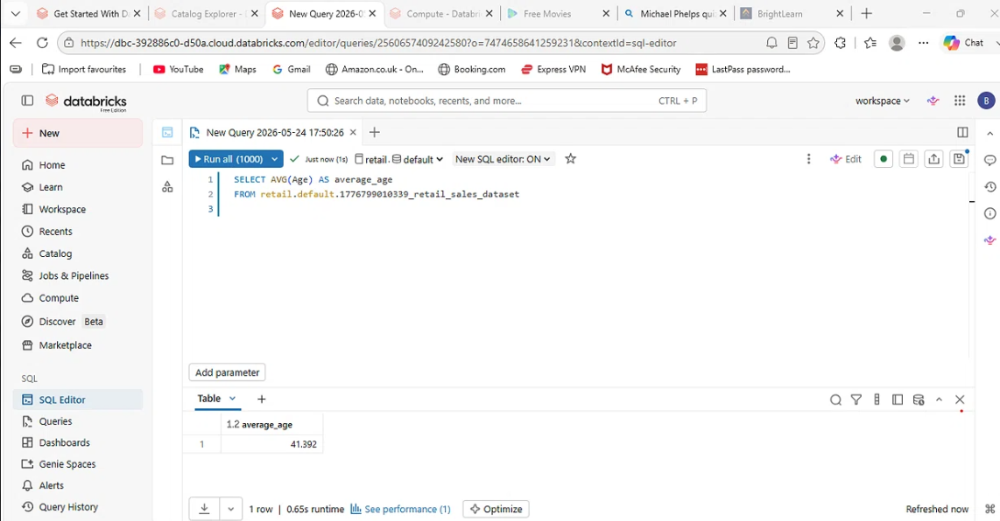 Get Started With Da
Catalog Explorer -
New Query 2026-0
Compute - Databri
Free Movies
Michael Phelps qui
BrightLearn
https://dbc-392886c0-d50a.cloud.databricks.com/editor/queries/2560657409242580?o=7474658641259231&contextId=sql-editor
Chat
Import favourites
YouTube
Maps
Gmail
Amazon.co.uk - On...
Booking.com
Express VPN
McAfee Security
LastPass password...
databricks
Free Edition
Search data, notebooks, recents, and more...
CTRL + P
workspace
B
New
New Query 2026-05-24 17:50:26
Run all (1000)
Just now (1s)
retail.
default
New SQL editor: ON
Edit
Home
Learn
Workspace
Recents
Catalog
Jobs & Pipelines
Compute
Discover Beta
Marketplace
SQL
SQL Editor
Queries
Dashboards
Genie Spaces
Alerts
Query History
1 SELECT AVG(Age) AS average_age
2 FROM retail.default.1776799010339_retail_sales_dataset
3
Add parameter
Table
1.2 average_age
1 41.392
1 row | 0.65s runtime
See performance (1)
Optimize
Refreshed now